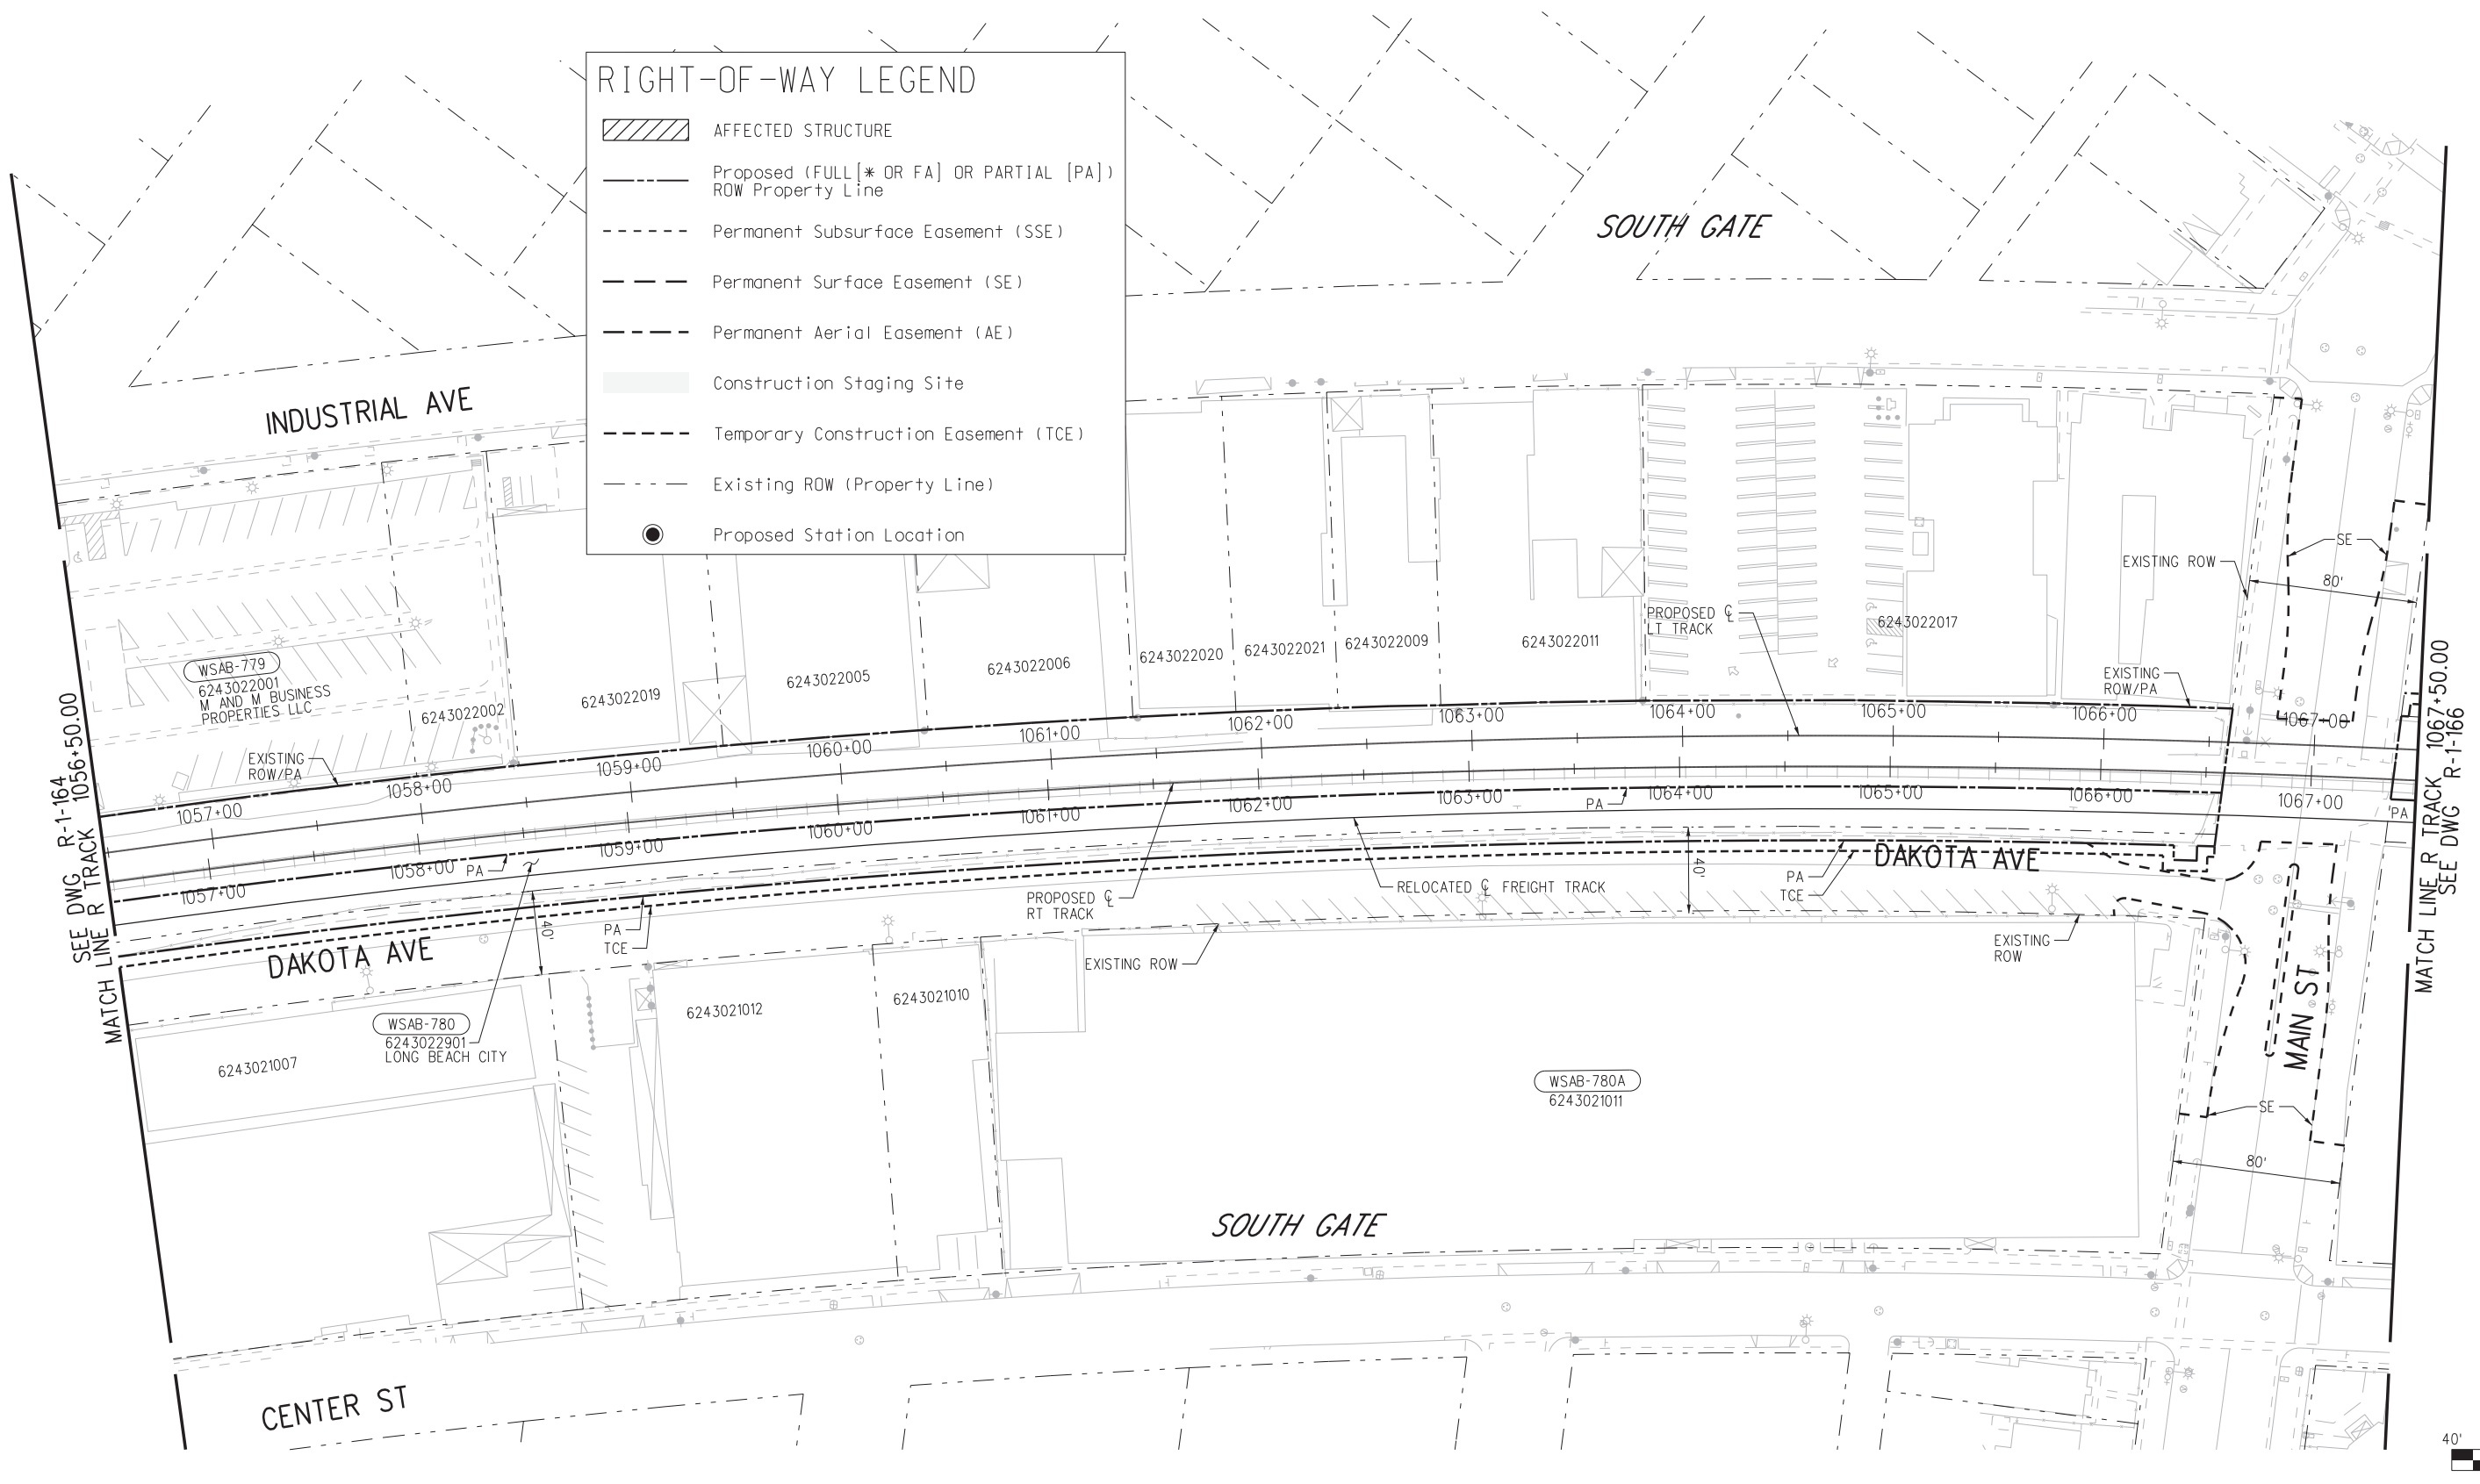 RIGHT-OF-WAY LEGEND
AFFECTED STRUCTURE
Proposed (FULL[* OR FA] OR PARTIAL [PA])
ROW Property Line
Permanent Subsurface Easement (SSE)
Permanent Surface Easement (SE)
Permanent Aerial Easement (AE)
Construction Staging Site
Temporary Construction Easement (TCE)
Existing ROW (Property Line)
Proposed Station Location
SOUTH GATE
INDUSTRIAL AVE
SE
EXISTING ROW
80'
PROPOSED ℄
LT TRACK
6243022017
6243022011
6243022009
6243022021
6243022020
6243022006
6243022005
6243022019
6243022002
WSAB-779
6243022001
M AND M BUSINESS
PROPERTIES LLC
EXISTING
ROW/PA
EXISTING
ROW/PA
1057+00
1058+00
1059+00
1060+00
1061+00
1062+00
1063+00
1064+00
1065+00
1066+00
1067+00
1057+00
1058+00
1059+00
1060+00
1061+00
1062+00
1063+00
1064+00
1065+00
1066+00
1067+00
PA
PA
PA
SEE DWG R-1-164
MATCH LINE R TRACK 1056+50.00
MATCH LINE R TRACK 1067+50.00
SEE DWG R-1-166
DAKOTA AVE
40'
PA
TCE
PROPOSED ℄
RT TRACK
RELOCATED ℄ FREIGHT TRACK
40'
PA
TCE
DAKOTA AVE
EXISTING ROW
EXISTING
ROW
WSAB-780
6243022901
LONG BEACH CITY
6243021007
6243021012
6243021010
WSAB-780A
6243021011
MAIN ST
SE
80'
SOUTH GATE
CENTER ST
40'